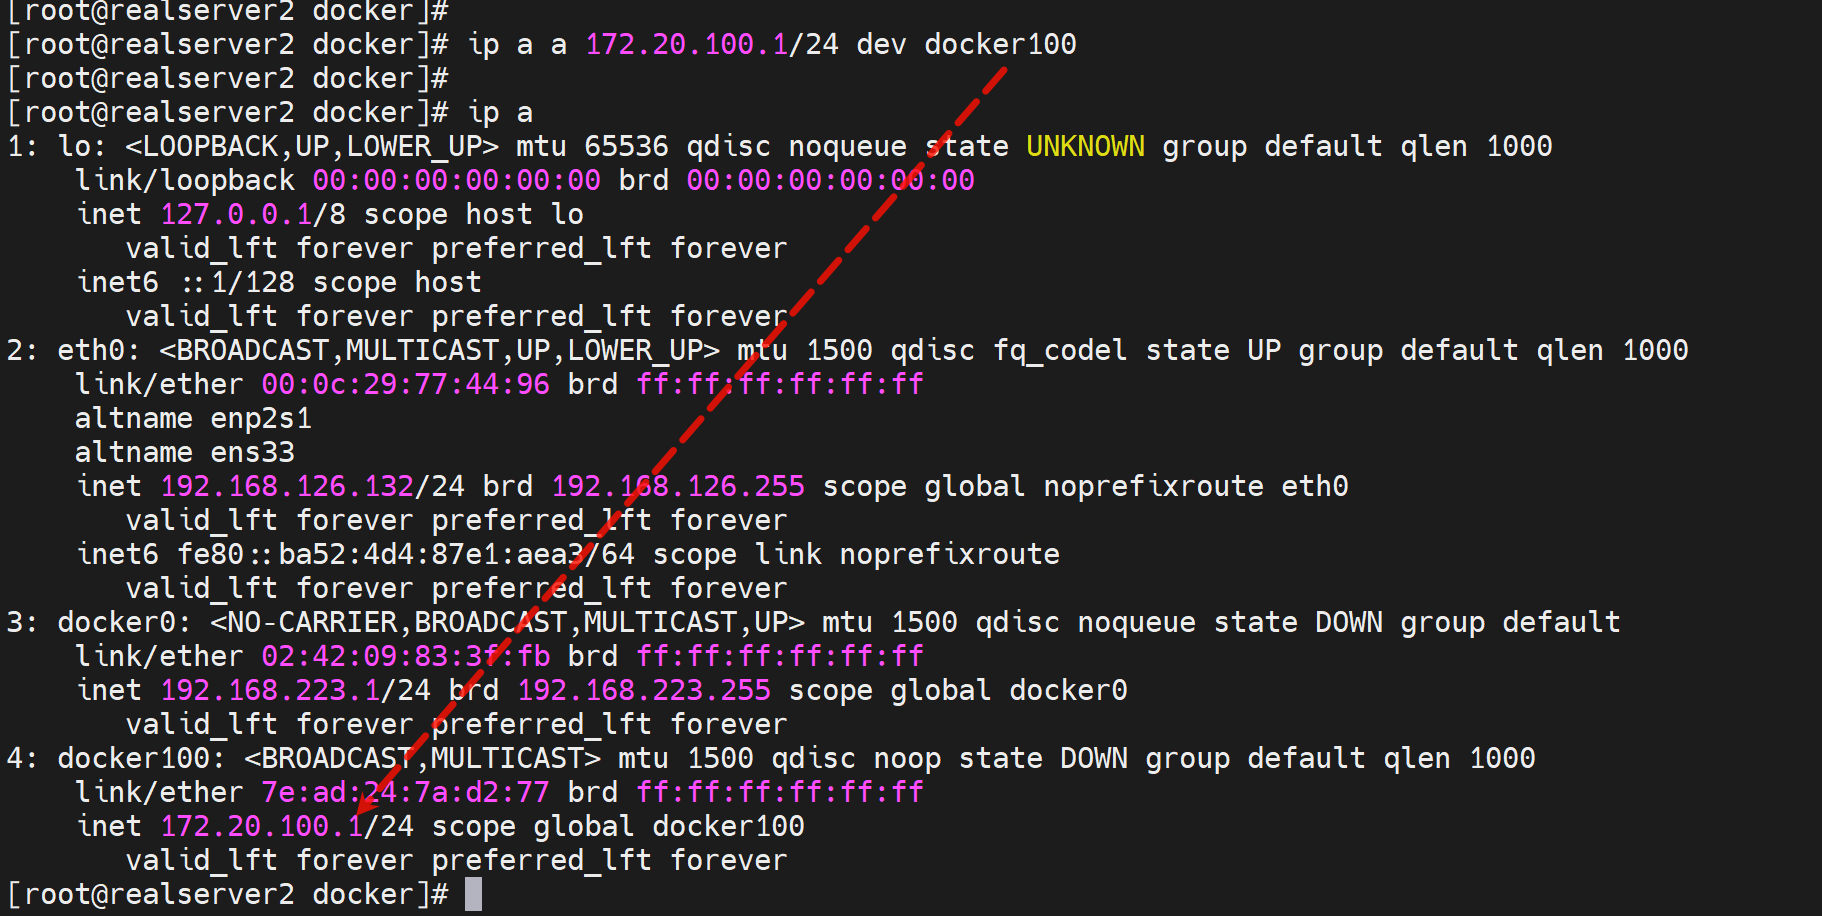 [root@realserver2 docker]#
[root@realserver2 docker]# ip a a 172.20.100.1/24 dev docker100
[root@realserver2 docker]#
[root@realserver2 docker]# ip a
1: lo: <LOOPBACK,UP,LOWER_UP> mtu 65536 qdisc noqueue state UNKNOWN group default qlen 1000
    link/loopback 00:00:00:00:00:00 brd 00:00:00:00:00:00
    inet 127.0.0.1/8 scope host lo
       valid_lft forever preferred_lft forever
    inet6 ::1/128 scope host
       valid_lft forever preferred_lft forever
2: eth0: <BROADCAST,MULTICAST,UP,LOWER_UP> mtu 1500 qdisc fq_codel state UP group default qlen 1000
    link/ether 00:0c:29:77:44:96 brd ff:ff:ff:ff:ff:ff
    altname enp2s1
    altname ens33
    inet 192.168.126.132/24 brd 192.168.126.255 scope global noprefixroute eth0
       valid_lft forever preferred_lft forever
    inet6 fe80::ba52:4d4:87e1:aea3/64 scope link noprefixroute
       valid_lft forever preferred_lft forever
3: docker0: <NO-CARRIER,BROADCAST,MULTICAST,UP> mtu 1500 qdisc noqueue state DOWN group default
    link/ether 02:42:09:83:3f:fb brd ff:ff:ff:ff:ff:ff
    inet 192.168.223.1/24 brd 192.168.223.255 scope global docker0
       valid_lft forever preferred_lft forever
4: docker100: <BROADCAST,MULTICAST> mtu 1500 qdisc noop state DOWN group default qlen 1000
    link/ether 7e:ad:24:7a:d2:77 brd ff:ff:ff:ff:ff:ff
    inet 172.20.100.1/24 scope global docker100
       valid_lft forever preferred_lft forever
[root@realserver2 docker]#